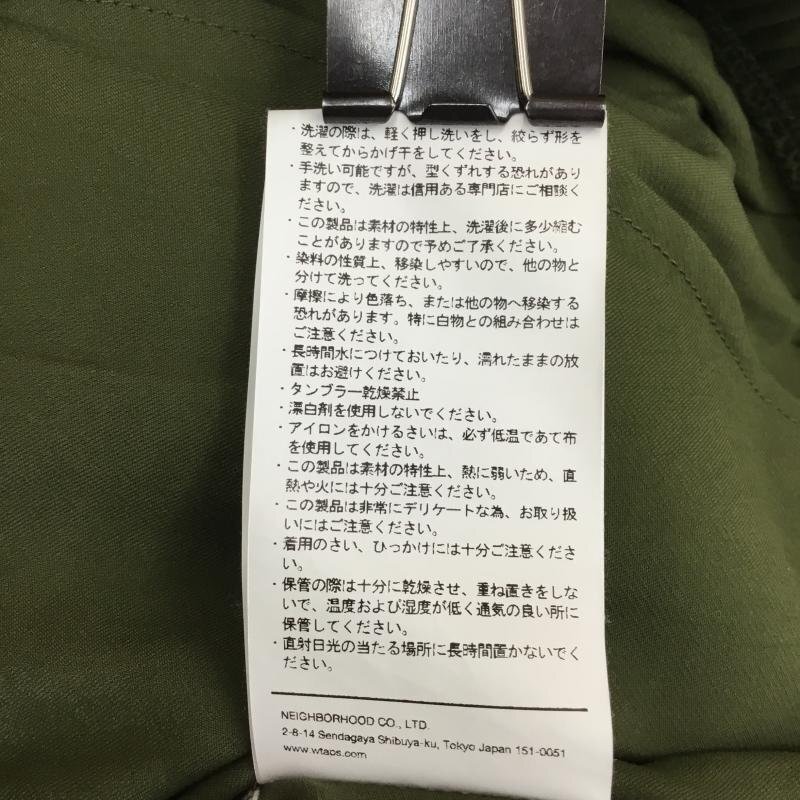 ・洗濯の際は、軽く押し洗いをし、絞らず形を
整えてからかげ干をしてください。
・手洗い可能ですが、型くずれする恐れがあり
ますので、洗濯は信用ある専門店にご相談く
ださい。
・この製品は素材の特性上、洗濯後に多少縮む
ことがありますので予めご了承ください。
・染料の性質上、移染しやすいので、他の物と
分けて洗ってください。
・摩擦により色落ち、または他の物へ移染する
恐れがあります。特に白物との組み合わせは
ご注意ください。
・長時間水につけておいたり、濡れたままの放
置はお避けください。
・タンブラー乾燥禁止
・漂白剤を使用しないでください。
・アイロンをかけるさいは、必ず低温であて布
を使用してください。
・この製品は素材の特性上、熱に弱いため、直
熱や火には十分ご注意ください。
・この製品は非常にデリケートな為、お取り扱
いにはご注意ください。
・着用のさい、ひっかけには十分ご注意くださ
い。
・保管の際は十分に乾燥させ、重ね置きをしな
いで、温度および湿度が低く通気の良い所に
保管してください。
・直射日光の当たる場所に長時間置かないでく
ださい。
NEIGHBORHOOD CO., LTD.
2-8-14 Sendagaya Shibuya-ku, Tokyo Japan 151-0051
www.wtaps.com